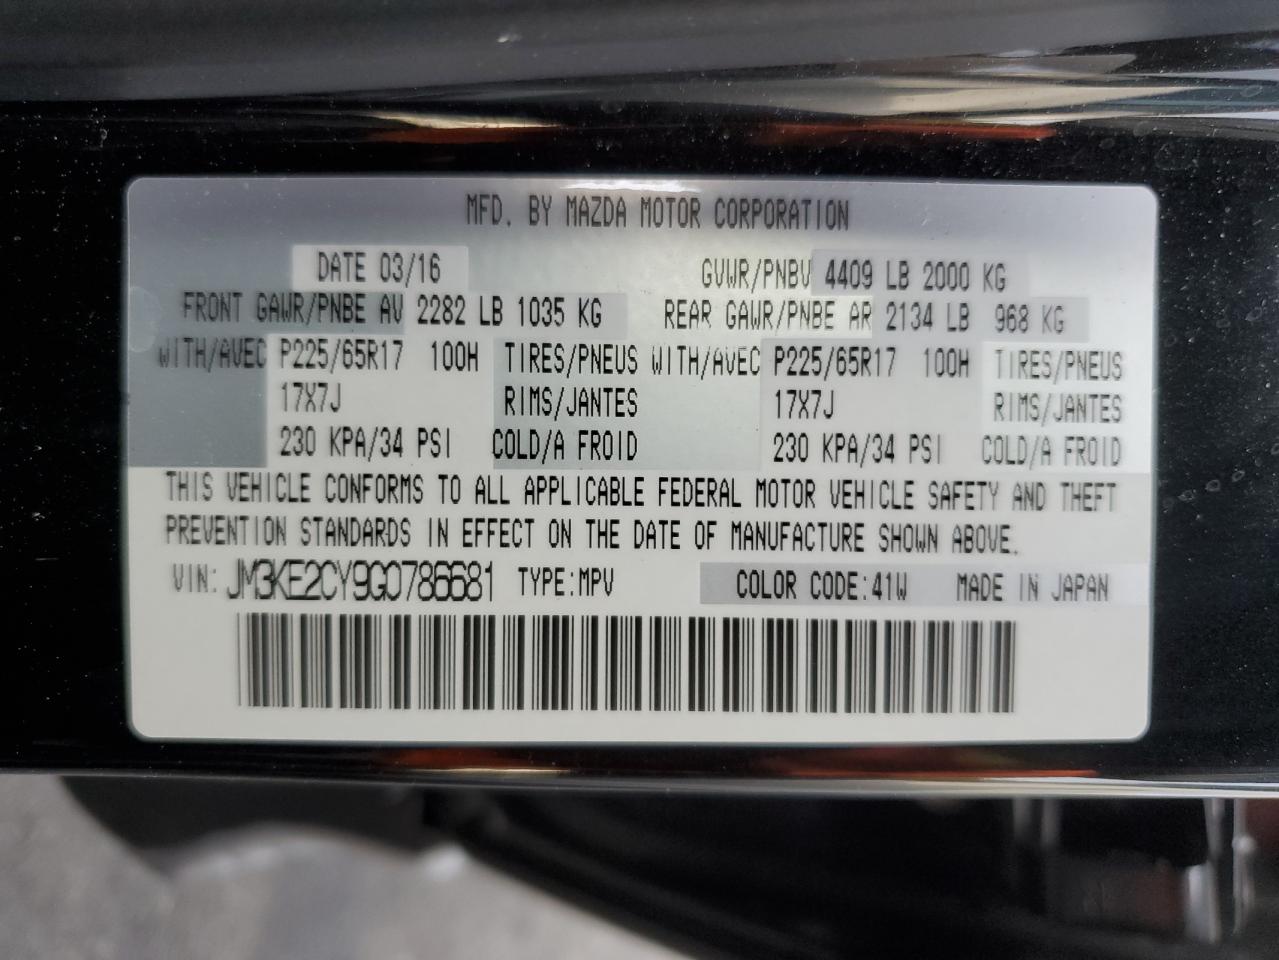 MFD. BY MAZDA MOTOR CORPORATION
DATE 03/16 GVWR/PNBV 4409 LB 2000 KG
FRONT GAWR/PNBE AV 2282 LB 1035 KG REAR GAWR/PNBE AR 2134 LB 968 KG
WITH/AVEC P225/65R17 100H TIRES/PNEUS WITH/AVEC P225/65R17 100H TIRES/PNEUS
17X7J RIMS/JANTES 17X7J RIMS/JANTES
230 KPA/34 PSI COLD/A FROID 230 KPA/34 PSI COLD/A FROID
THIS VEHICLE CONFORMS TO ALL APPLICABLE FEDERAL MOTOR VEHICLE SAFETY AND THEFT
PREVENTION STANDARDS IN EFFECT ON THE DATE OF MANUFACTURE SHOWN ABOVE.
VIN: JM3KE2CY9G0786681 TYPE:MPV COLOR CODE:41W MADE IN JAPAN